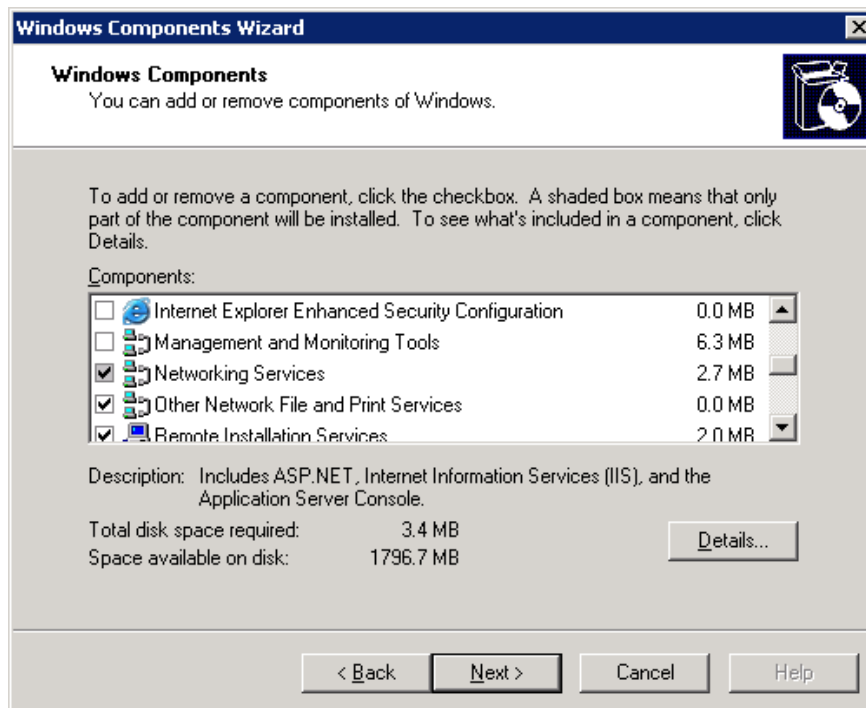 Windows Components Wizard
Windows Components
You can add or remove components of Windows.
To add or remove a component, click the checkbox. A shaded box means that only
part of the component will be installed. To see what's included in a component, click
Details.
Components:
Internet Explorer Enhanced Security Configuration 0.0 MB
Management and Monitoring Tools 6.3 MB
Networking Services 2.7 MB
Other Network File and Print Services 0.0 MB
Remote Installation Services 2.0 MB
Description: Includes ASP.NET, Internet Information Services (IIS), and the
Application Server Console.
Total disk space required: 3.4 MB
Space available on disk: 1796.7 MB
Details...
< Back Next > Cancel Help